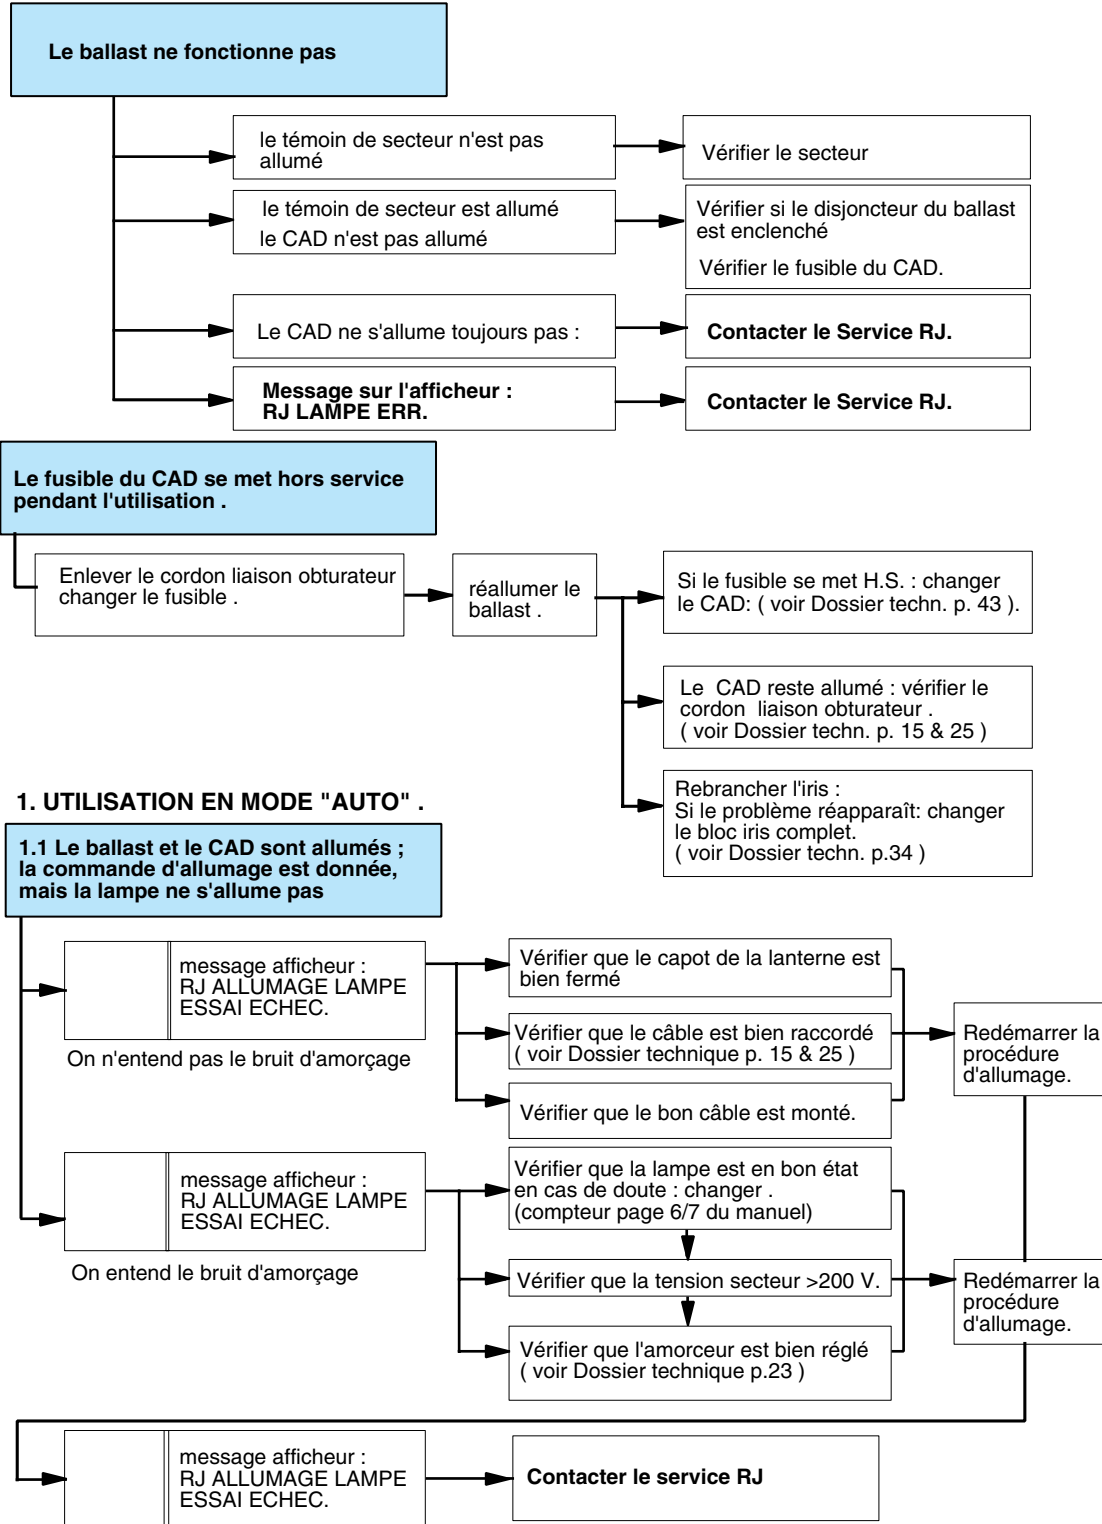 Le ballast ne fonctionne pas
le témoin de secteur n'est pas
allumé
Vérifier le secteur
le témoin de secteur est allumé
le CAD n'est pas allumé
Vérifier si le disjoncteur du ballast
est enclenché
Vérifier le fusible du CAD.
Le CAD ne s'allume toujours pas :
Contacter le Service RJ.
Message sur l'afficheur :
RJ LAMPE ERR.
Contacter le Service RJ.
Le fusible du CAD se met hors service
pendant l'utilisation .
Enlever le cordon liaison obturateur
changer le fusible .
réallumer le
ballast .
Si le fusible se met H.S. : changer
le CAD: ( voir Dossier techn. p. 43 ).
Le CAD reste allumé : vérifier le
cordon liaison obturateur .
( voir Dossier techn. p. 15 & 25 )
Rebrancher l'iris :
Si le problème réapparaît: changer
le bloc iris complet.
( voir Dossier techn. p.34 )
1. UTILISATION EN MODE "AUTO" .
1.1 Le ballast et le CAD sont allumés ;
la commande d'allumage est donnée,
mais la lampe ne s'allume pas
message afficheur :
RJ ALLUMAGE LAMPE
ESSAI ECHEC.
On n'entend pas le bruit d'amorçage
Vérifier que le capot de la lanterne est
bien fermé
Vérifier que le câble est bien raccordé
( voir Dossier technique p. 15 & 25 )
Vérifier que le bon câble est monté.
Redémarrer la
procédure
d'allumage.
message afficheur :
RJ ALLUMAGE LAMPE
ESSAI ECHEC.
On entend le bruit d'amorçage
Vérifier que la lampe est en bon état
en cas de doute : changer .
(compteur page 6/7 du manuel)
Vérifier que la tension secteur >200 V.
Vérifier que l'amorceur est bien réglé
( voir Dossier technique p.23 )
Redémarrer la
procédure
d'allumage.
message afficheur :
RJ ALLUMAGE LAMPE
ESSAI ECHEC.
Contacter le service RJ